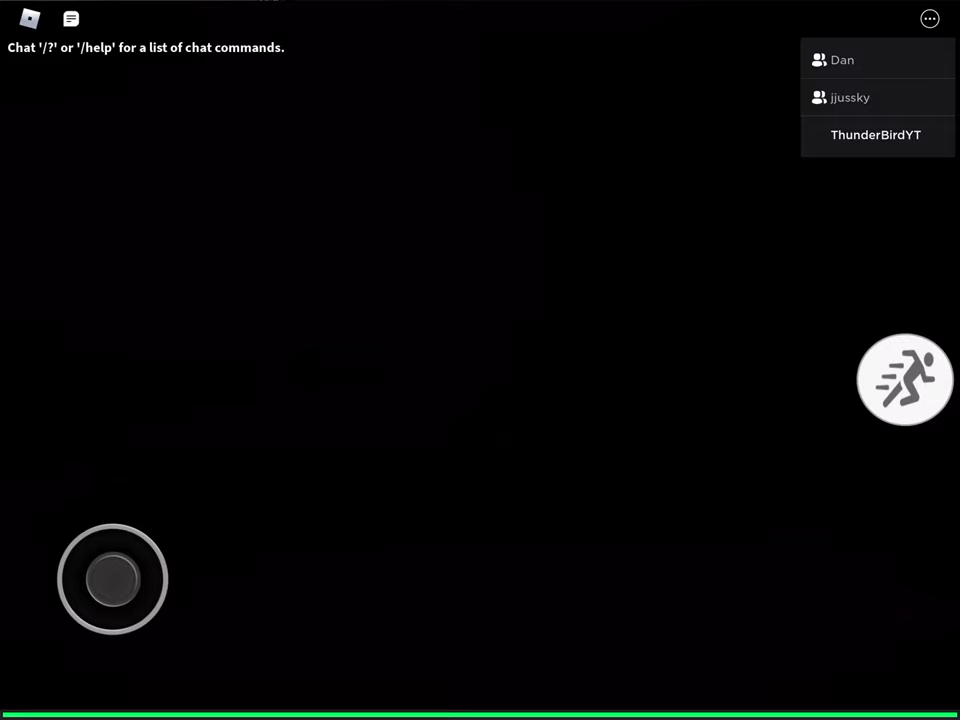 Chat '/?' or '/help' for a list of chat commands.
Dan
jjussky
ThunderBirdYT